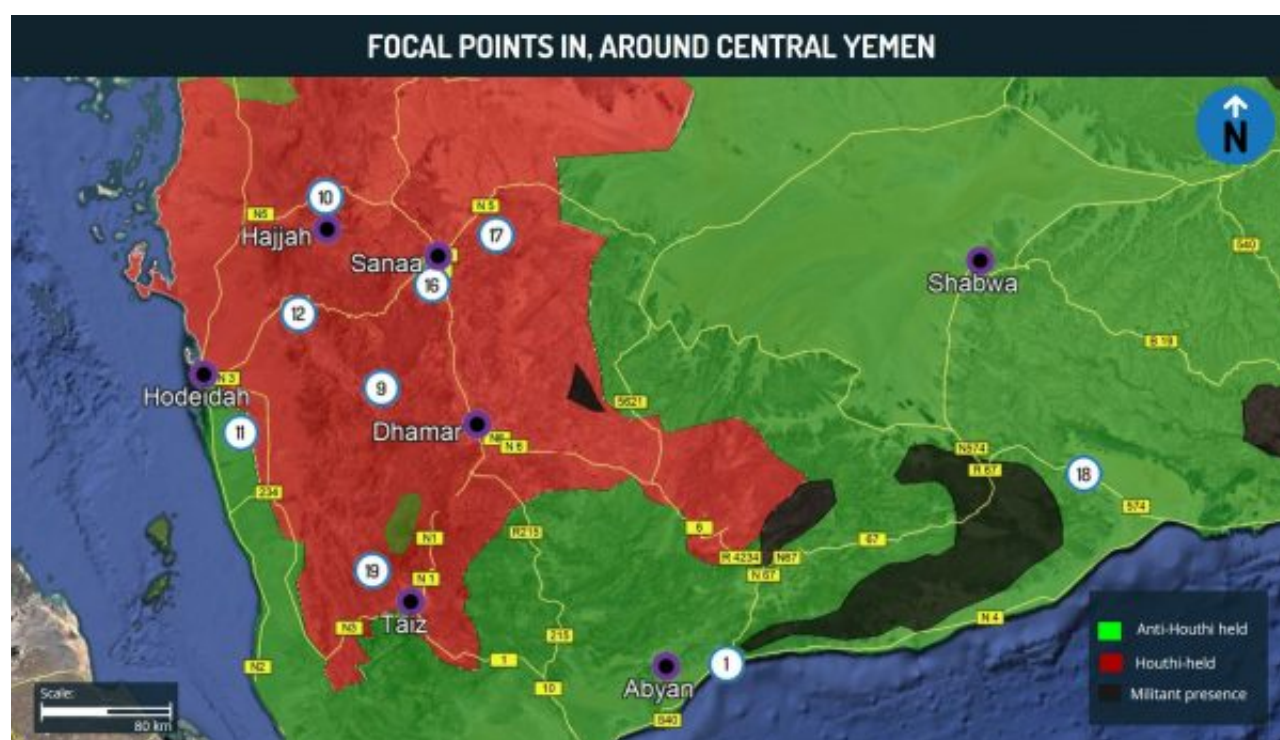 FOCAL POINTS IN, AROUND CENTRAL YEMEN
N
10
N5
N 5
Hajjah
17
540
Sanaa
16
Shabwa
12
B 19
Hodeidah
N 3
9
5621
11
Dhamar
N 6
N574
R 67
18
234
574
6
R215
67
N1
R 4234
N67
N 67
19
N 1
Taiz
N3
N 4
Anti-Houthi held
215
N2
1
1
Houthi-held
Abyan
10
Scale:
Militant presence
80 km